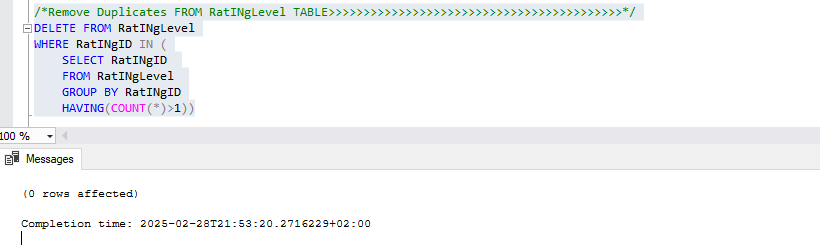 /*Remove Duplicates FROM RatINgLevel TABLE>>>>>>>>>>>>>>>>>>>>>>>>>>>>>>>>>>>>>>>>>>*/
DELETE FROM RatINgLevel
WHERE RatINgID IN (
SELECT RatINgID
FROM RatINgLevel
GROUP BY RatINgID
HAVING(COUNT(*)>1))
100 %
Messages
(0 rows affected)
Completion time: 2025-02-28T21:53:20.2716229+02:00